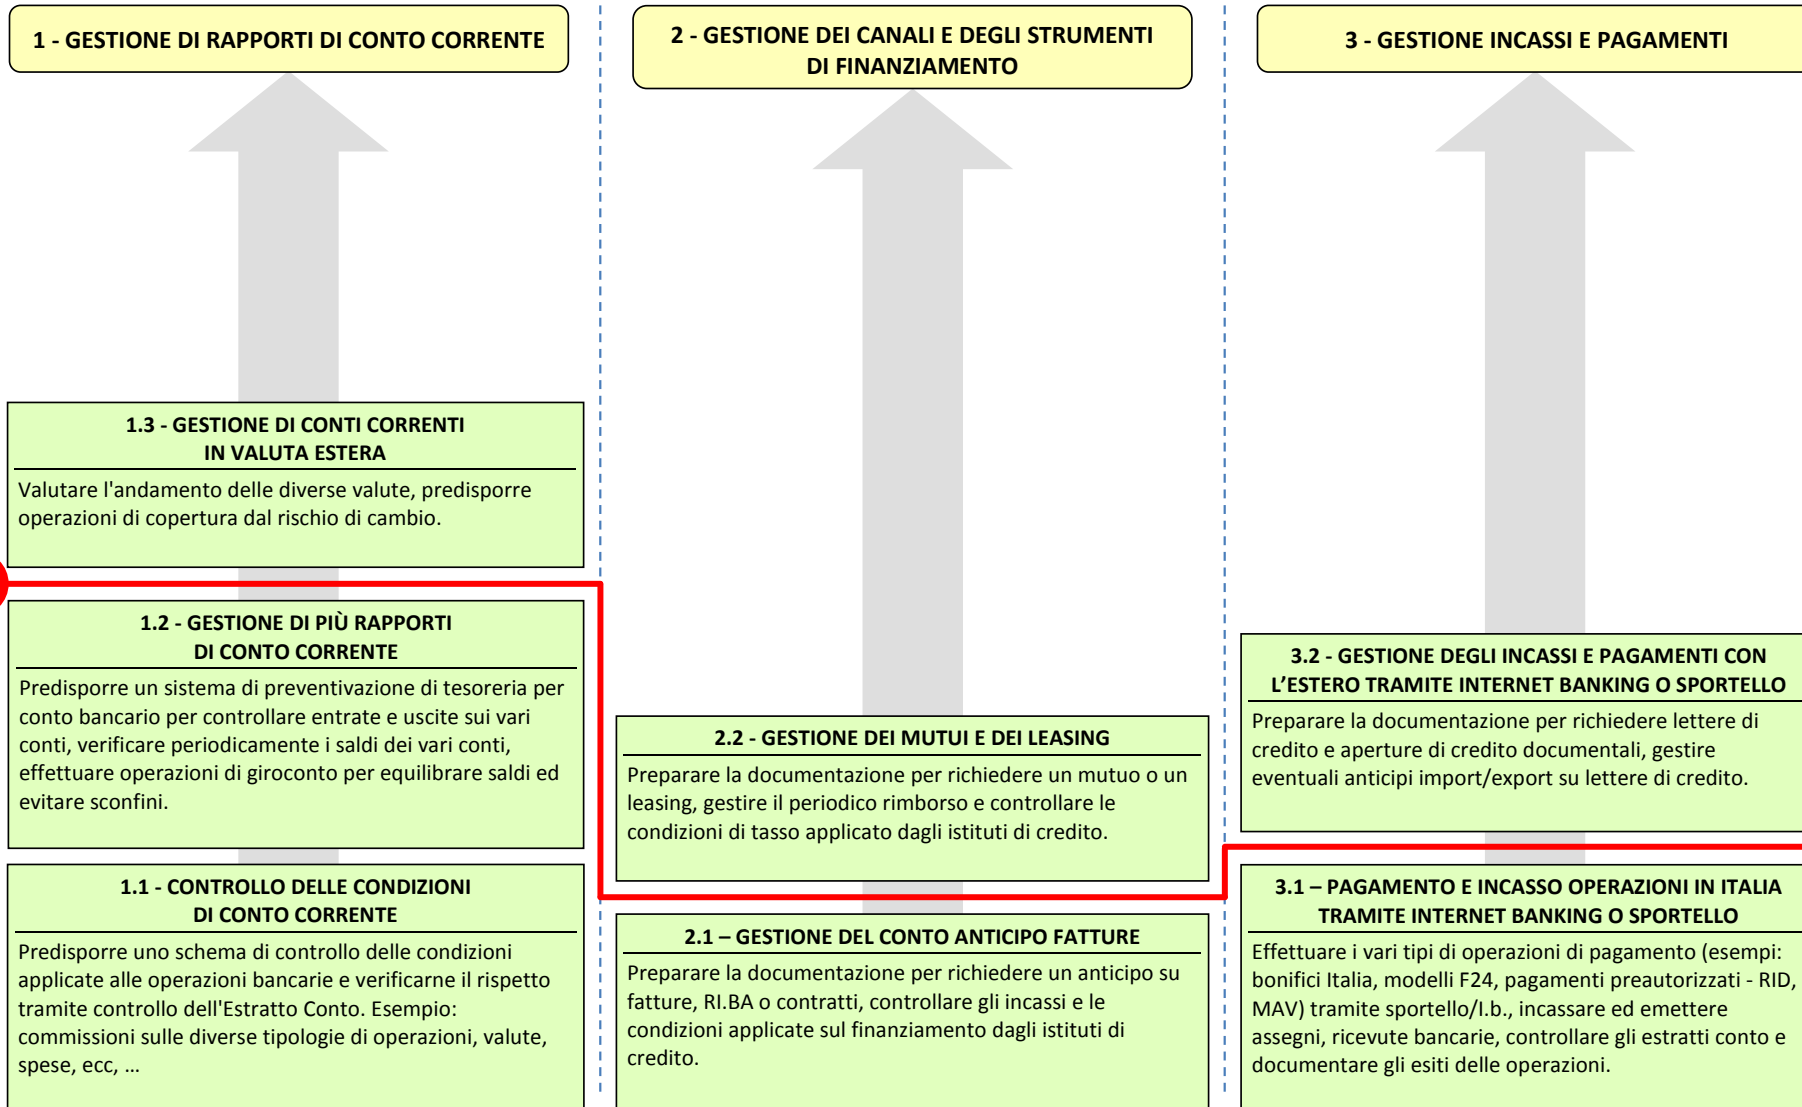 1 - GESTIONE DI RAPPORTI DI CONTO CORRENTE
2 - GESTIONE DEI CANALI E DEGLI STRUMENTI
DI FINANZIAMENTO
3 - GESTIONE INCASSI E PAGAMENTI
1.3 - GESTIONE DI CONTI CORRENTI
IN VALUTA ESTERA
Valutare l'andamento delle diverse valute, predisporre
operazioni di copertura dal rischio di cambio.
1.2 - GESTIONE DI PIÙ RAPPORTI
DI CONTO CORRENTE
Predisporre un sistema di preventivazione di tesoreria per
conto bancario per controllare entrate e uscite sui vari
conti, verificare periodicamente i saldi dei vari conti,
effettuare operazioni di giroconto per equilibrare saldi ed
evitare sconfini.
1.1 - CONTROLLO DELLE CONDIZIONI
DI CONTO CORRENTE
Predisporre uno schema di controllo delle condizioni
applicate alle operazioni bancarie e verificarne il rispetto
tramite controllo dell'Estratto Conto. Esempio:
commissioni sulle diverse tipologie di operazioni, valute,
spese, ecc, …
2.2 - GESTIONE DEI MUTUI E DEI LEASING
Preparare la documentazione per richiedere un mutuo o un
leasing, gestire il periodico rimborso e controllare le
condizioni di tasso applicato dagli istituti di credito.
2.1 – GESTIONE DEL CONTO ANTICIPO FATTURE
Preparare la documentazione per richiedere un anticipo su
fatture, RI.BA o contratti, controllare gli incassi e le
condizioni applicate sul finanziamento dagli istituti di
credito.
3.2 - GESTIONE DEGLI INCASSI E PAGAMENTI CON
L’ESTERO TRAMITE INTERNET BANKING O SPORTELLO
Preparare la documentazione per richiedere lettere di
credito e aperture di credito documentali, gestire
eventuali anticipi import/export su lettere di credito.
3.1 – PAGAMENTO E INCASSO OPERAZIONI IN ITALIA
TRAMITE INTERNET BANKING O SPORTELLO
Effettuare i vari tipi di operazioni di pagamento (esempi:
bonifici Italia, modelli F24, pagamenti preautorizzati - RID,
MAV) tramite sportello/I.b., incassare ed emettere
assegni, ricevute bancarie, controllare gli estratti conto e
documentare gli esiti delle operazioni.